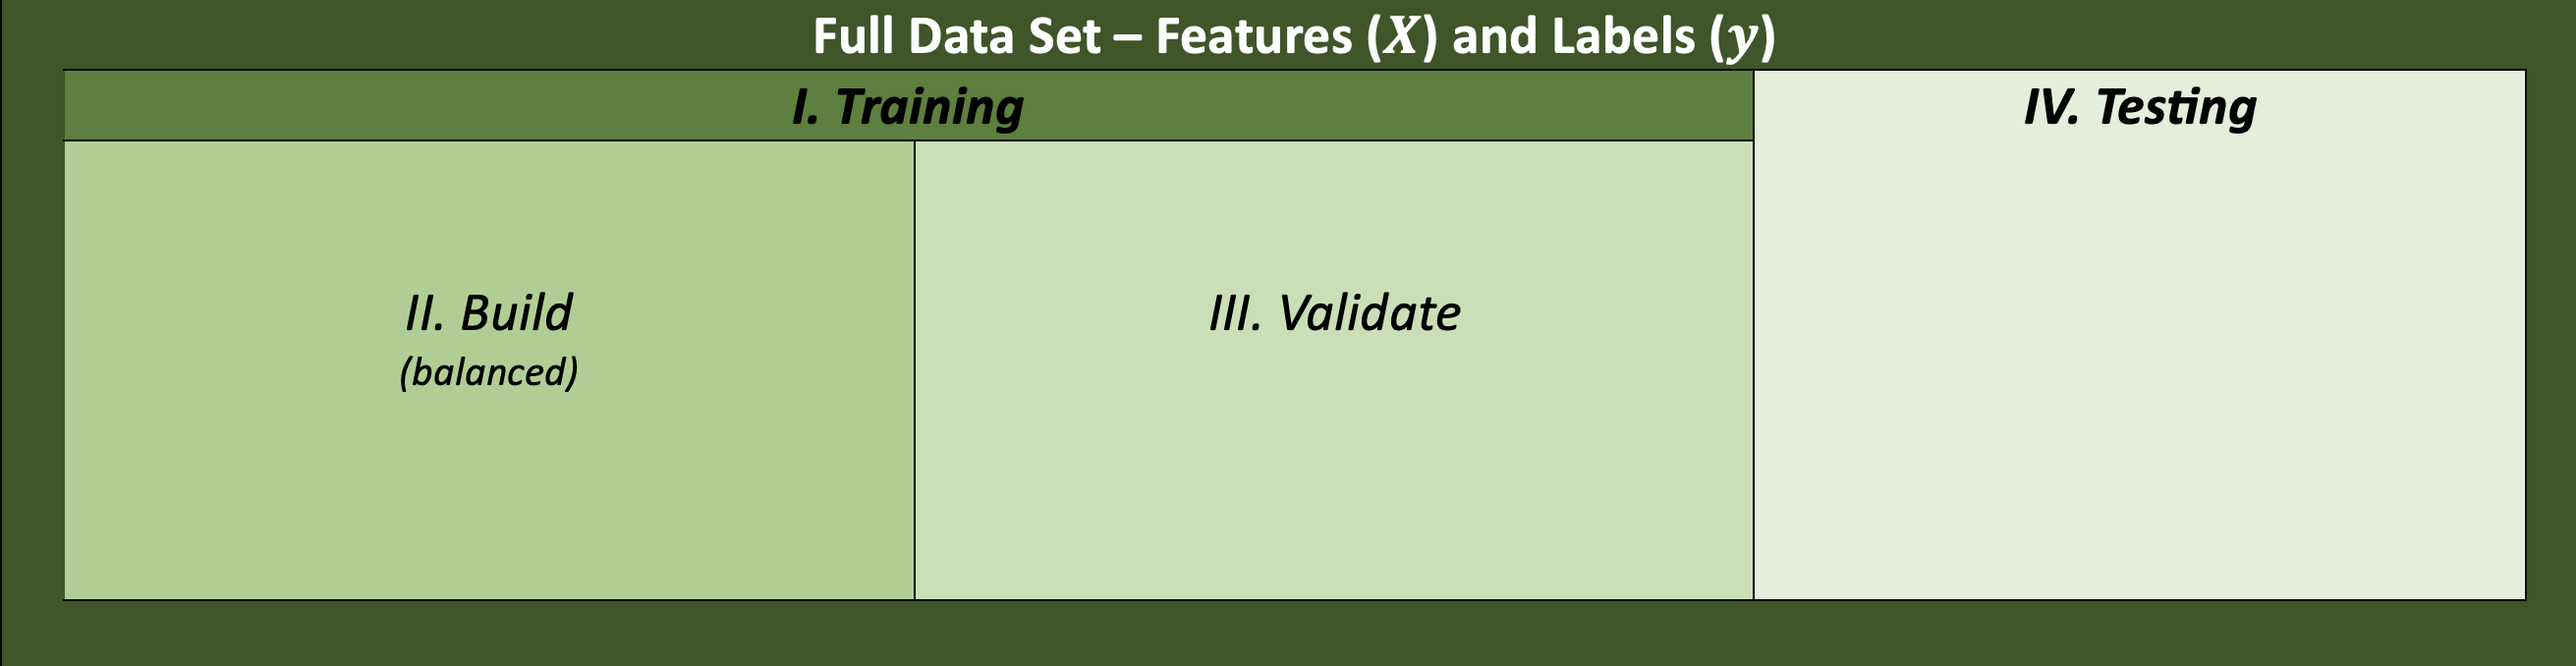 Full Data Set – Features (X) and Labels (y)
I. Training
IV. Testing
II. Build
(balanced)
III. Validate